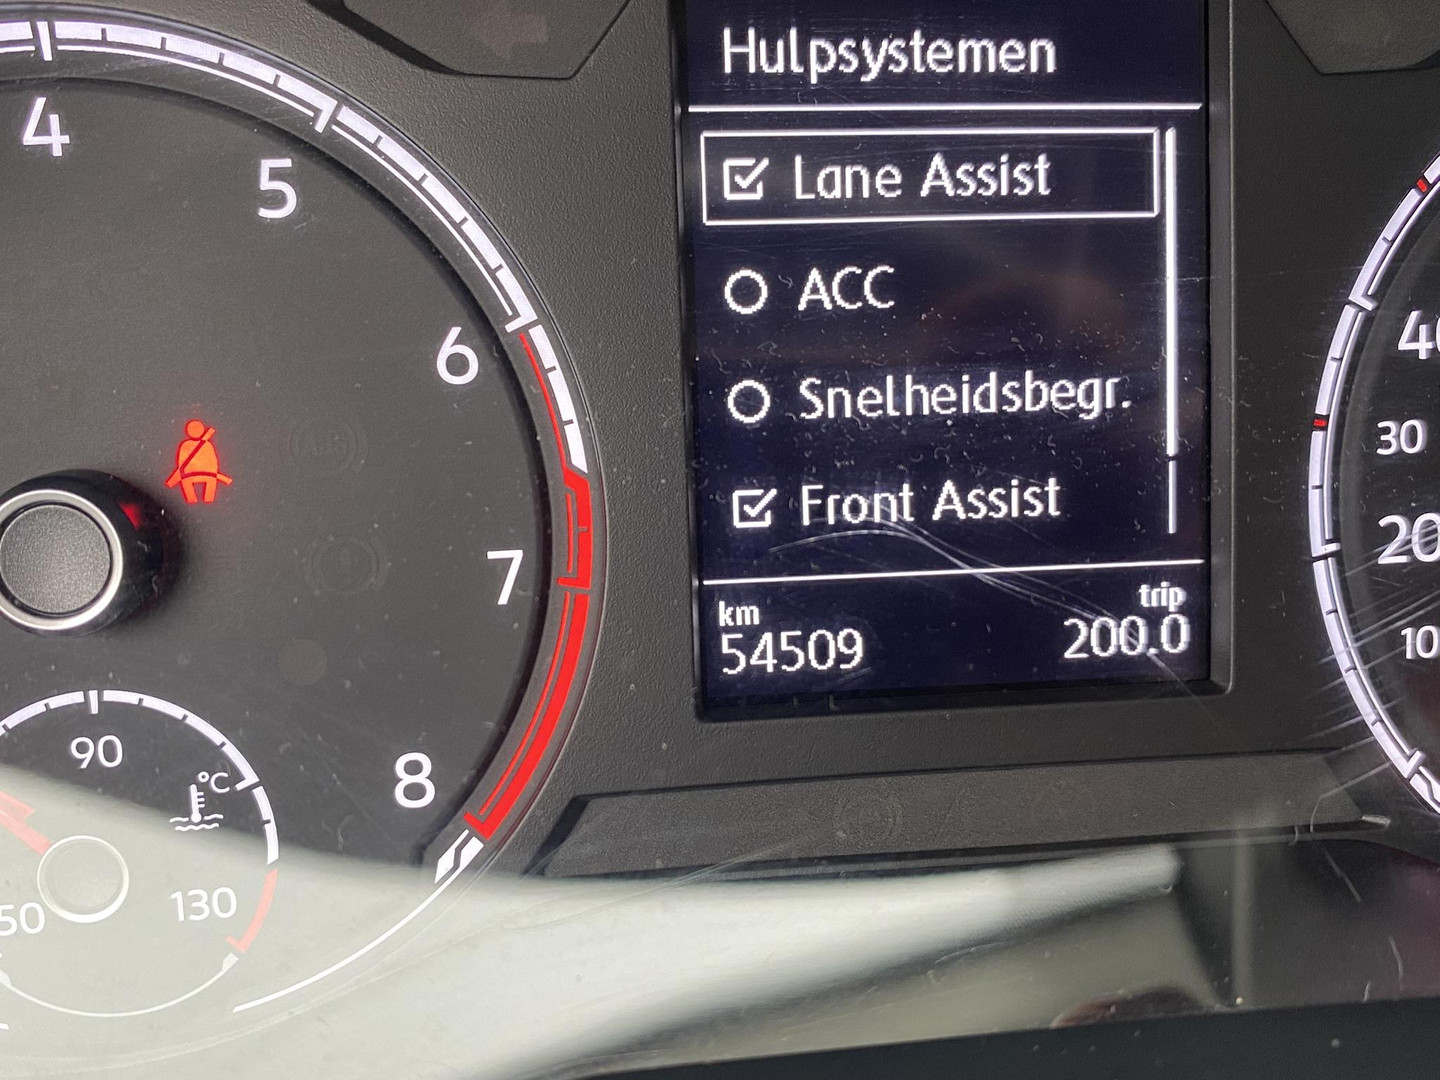 Hulpsystemen
Lane Assist
ACC
Snelheidsbegr.
Front Assist
km
trip
54509
200.0
4
5
6
7
8
90
°C
130
50
40
30
20
10